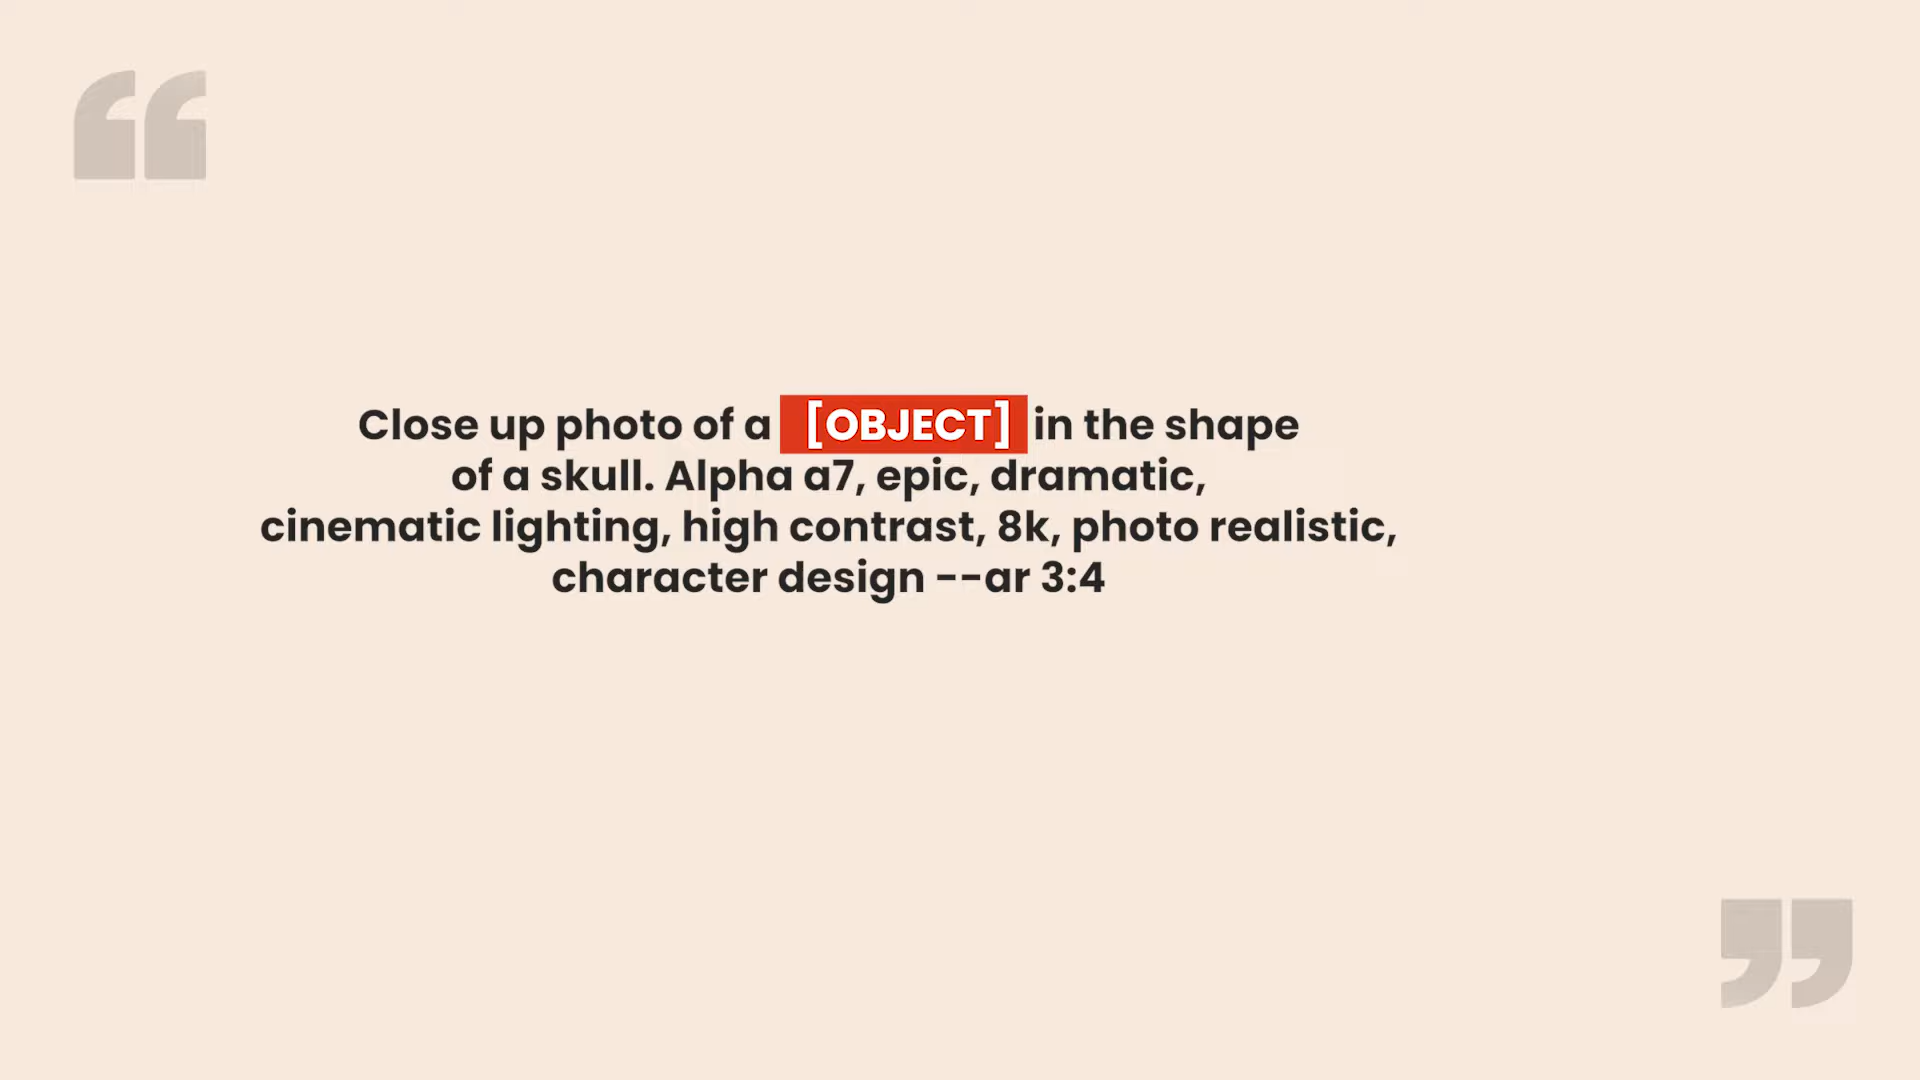 Close up photo of a [OBJECT] in the shape
of a skull. Alpha a7, epic, dramatic,
cinematic lighting, high contrast, 8k, photo realistic,
character design --ar 3:4